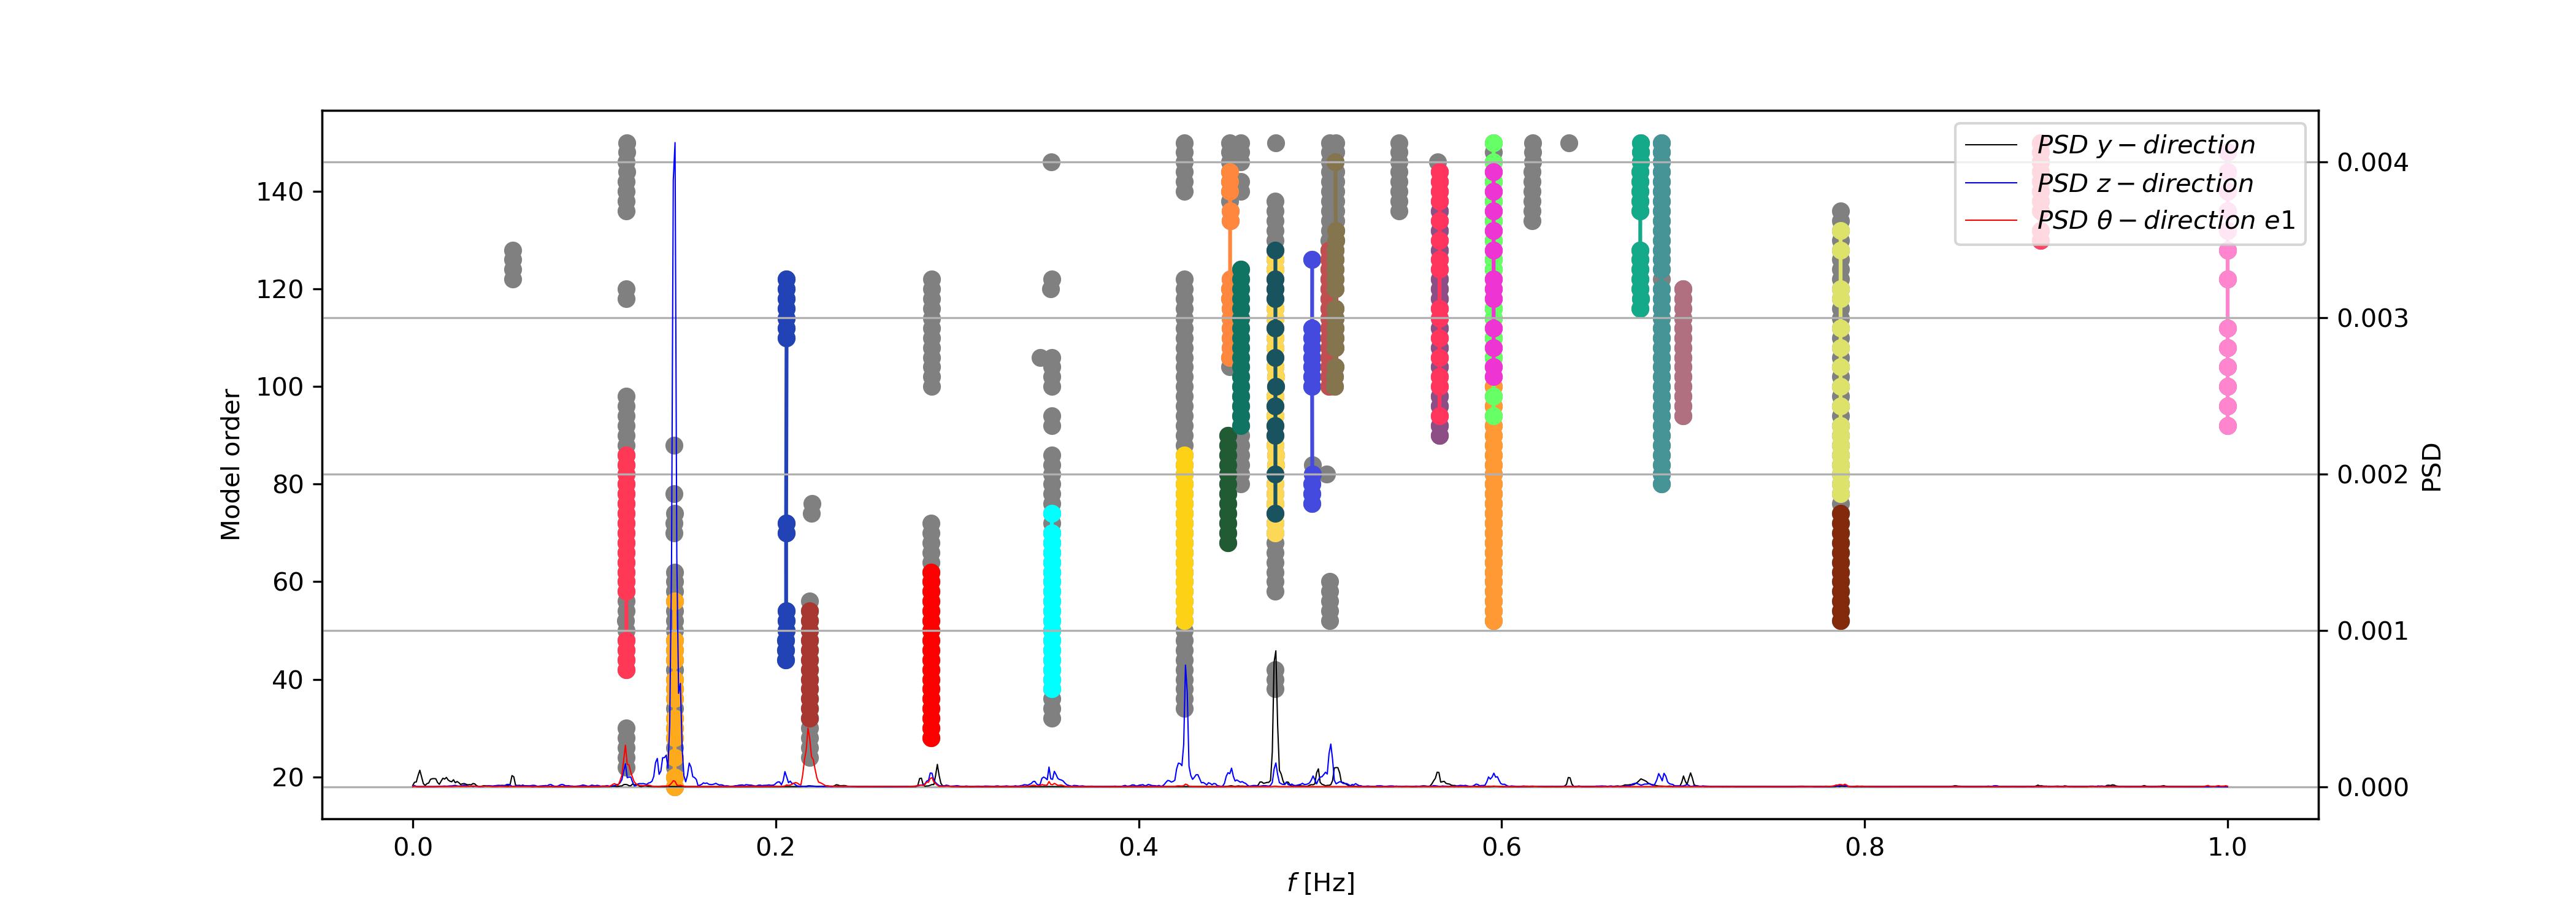 PSD y − direction
PSD z − direction
PSD θ − direction e1
140
120
100
80
60
40
20
Model order
0.004
0.003
0.002
0.001
0.000
PSD
0.0 0.2 0.4 0.6 0.8 1.0
f [Hz]